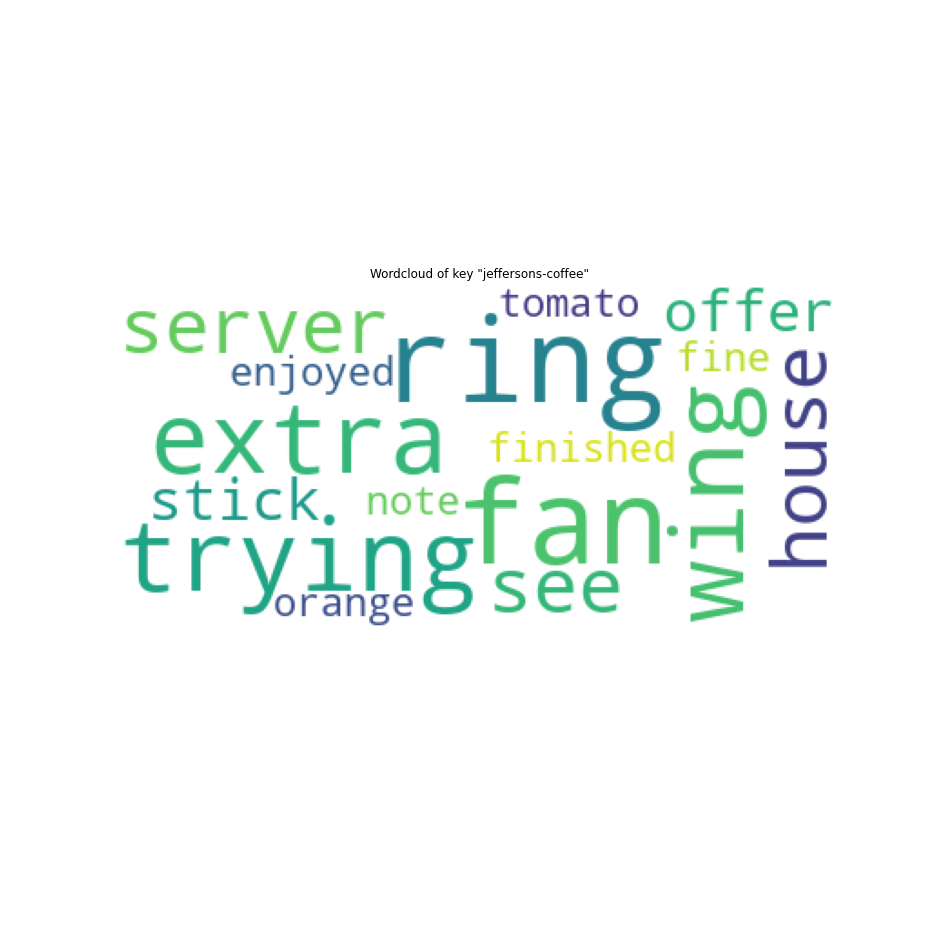 Wordcloud of key "jeffersons-coffee"
tomato
offer
server
ring
fine
enjoyed
house
wing
extra
finished
stick
note
fan
trying
see
orange